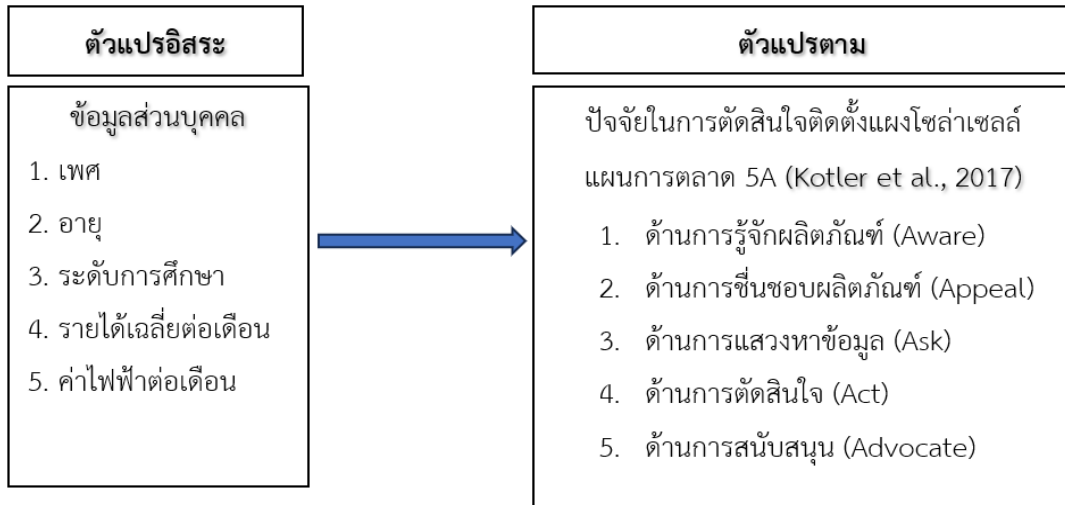 ตัวแปรอิสระ
ข้อมูลส่วนบุคคล
1. เพศ
2. อายุ
3. ระดับการศึกษา
4. รายได้เฉลี่ยต่อเดือน
5. ค่าไฟฟ้าต่อเดือน
ตัวแปรตาม
ปัจจัยในการตัดสินใจติดตั้งแผงโซล่าเซลล์
แผนการตลาด 5A (Kotler et al., 2017)
1. ด้านการรู้จักผลิตภัณฑ์ (Aware)
2. ด้านการชื่นชอบผลิตภัณฑ์ (Appeal)
3. ด้านการแสวงหาข้อมูล (Ask)
4. ด้านการตัดสินใจ (Act)
5. ด้านการสนับสนุน (Advocate)